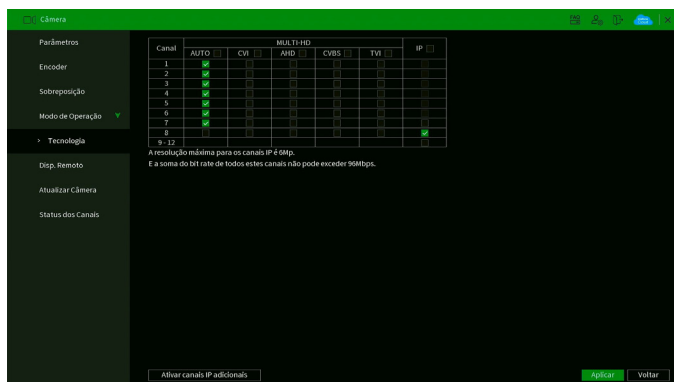 Câmera
Parâmetros
Encoder
Sobreposição
Modo de Operação
> Tecnologia
Disp. Remoto
Atualizar Câmera
Status dos Canais
Canal MULTI-HD IP
AUTO CVI AHD CVBS TVI
1
2
3
4
5
6
7
8
9 - 12
A resolução máxima para os canais IP é 6Mp.
E a soma do bit rate de todos estes canais não pode exceder 96Mbps.
Ativar canais IP adicionais
Aplicar Voltar